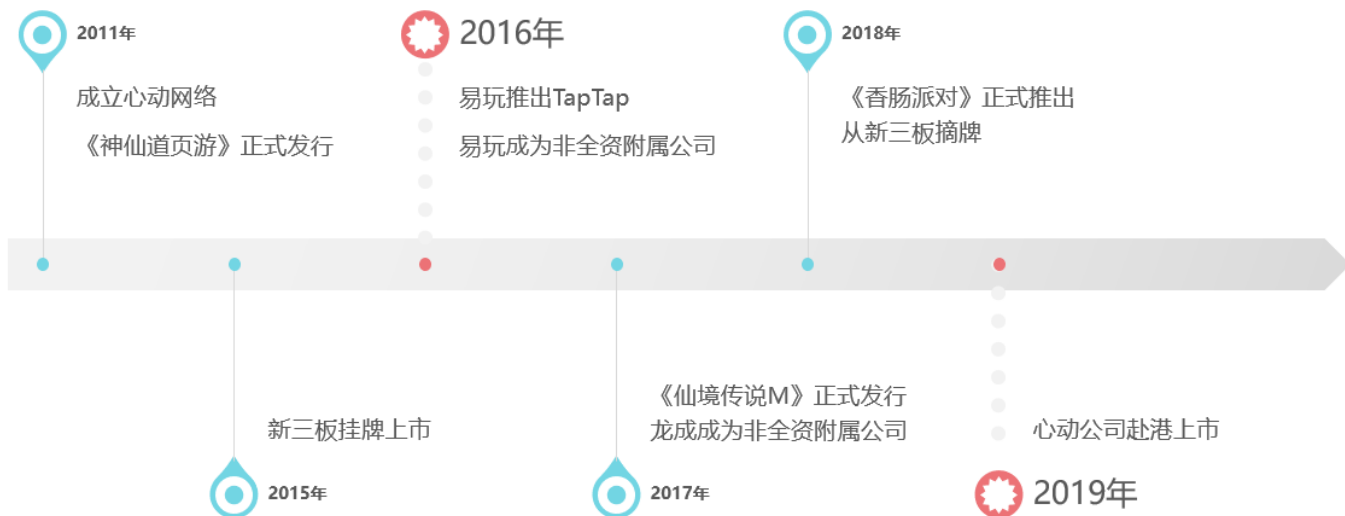 2011年
成立心动网络
《神仙道页游》正式发行
2016年
易玩推出TapTap
易玩成为非全资附属公司
2018年
《香肠派对》正式推出
从新三板摘牌
新三板挂牌上市
2015年
《仙境传说M》正式发行
龙成成为非全资附属公司
2017年
心动公司赴港上市
2019年